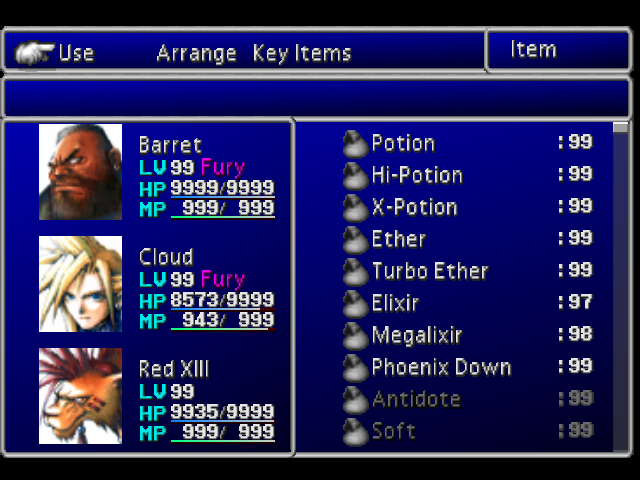 Use Arrange Key Items Item
Barret
LV 99 Fury
HP 9999/9999
MP 999/ 999
Cloud
LV 99 Fury
HP 8573/9999
MP 943/ 999
Red XIII
LV 99
HP 9935/9999
MP 999/ 999
Potion :99
Hi-Potion :99
X-Potion :99
Ether :99
Turbo Ether :99
Elixir :97
Megalixir :98
Phoenix Down :99
Antidote :99
Soft :99